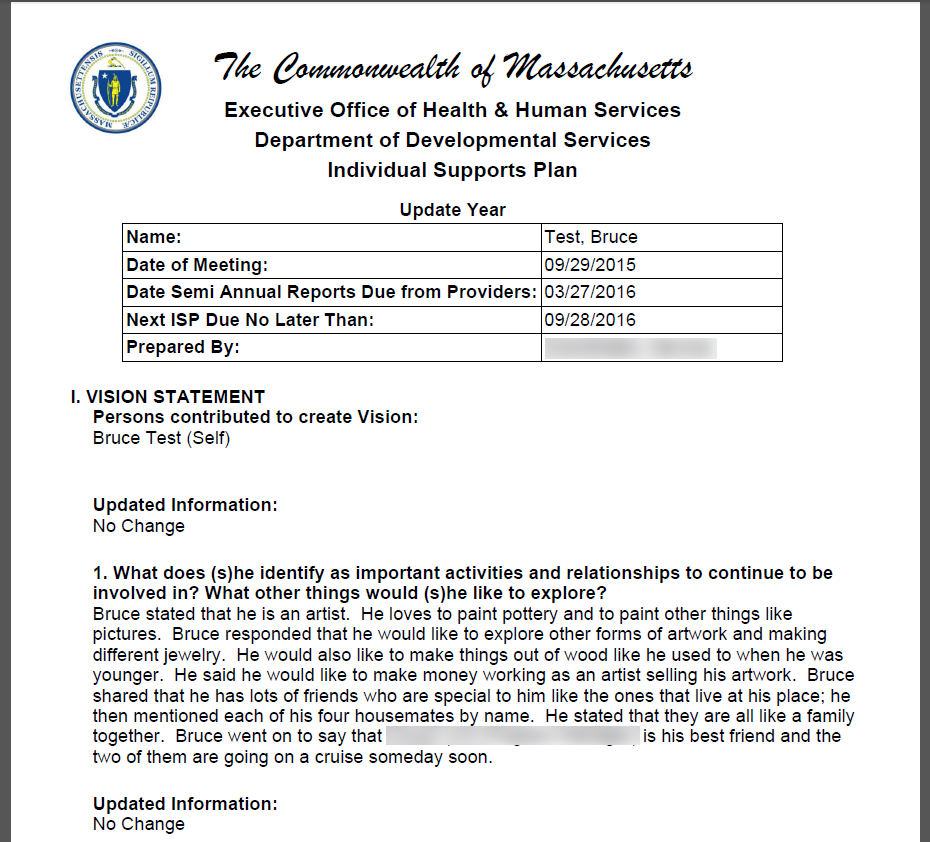 The Commonwealth of Massachusetts
Executive Office of Health & Human Services
Department of Developmental Services
Individual Supports Plan
Update Year
Name: Test, Bruce
Date of Meeting: 09/29/2015
Date Semi Annual Reports Due from Providers: 03/27/2016
Next ISP Due No Later Than: 09/28/2016
Prepared By:
I. VISION STATEMENT
Persons contributed to create Vision:
Bruce Test (Self)
Updated Information:
No Change
1. What does (s)he identify as important activities and relationships to continue to be
involved in? What other things would (s)he like to explore?
Bruce stated that he is an artist.  He loves to paint pottery and to paint other things like
pictures.  Bruce responded that he would like to explore other forms of artwork and making
different jewelry.  He would also like to make things out of wood like he used to when he was
younger.  He said he would like to make money working as an artist selling his artwork.  Bruce
shared that he has lots of friends who are special to him like the ones that live at his place; he
then mentioned each of his four housemates by name.  He stated that they are all like a family
together.  Bruce went on to say that is his best friend and the
two of them are going on a cruise someday soon.
Updated Information:
No Change